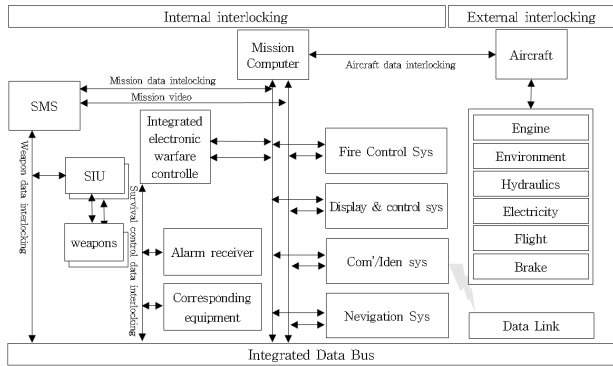 Internal interlocking
External interlocking
Mission
Computer
Aircraft data interlocking
Aircraft
Mission data intelocking
Mission video
SMS
Integrated
electronic
warfare
controlle
Fire Control Sys
Engine
Environment
Hydraulics
Electricity
Flight
Brake
Weapon data interlocking
SIU
weapons
Survival control data interlocking
Display & control sys
Alarm receiver
Com'/Iden sys
Corresponding
equipment
Nevigation Sys
Data Link
Integrated Data Bus